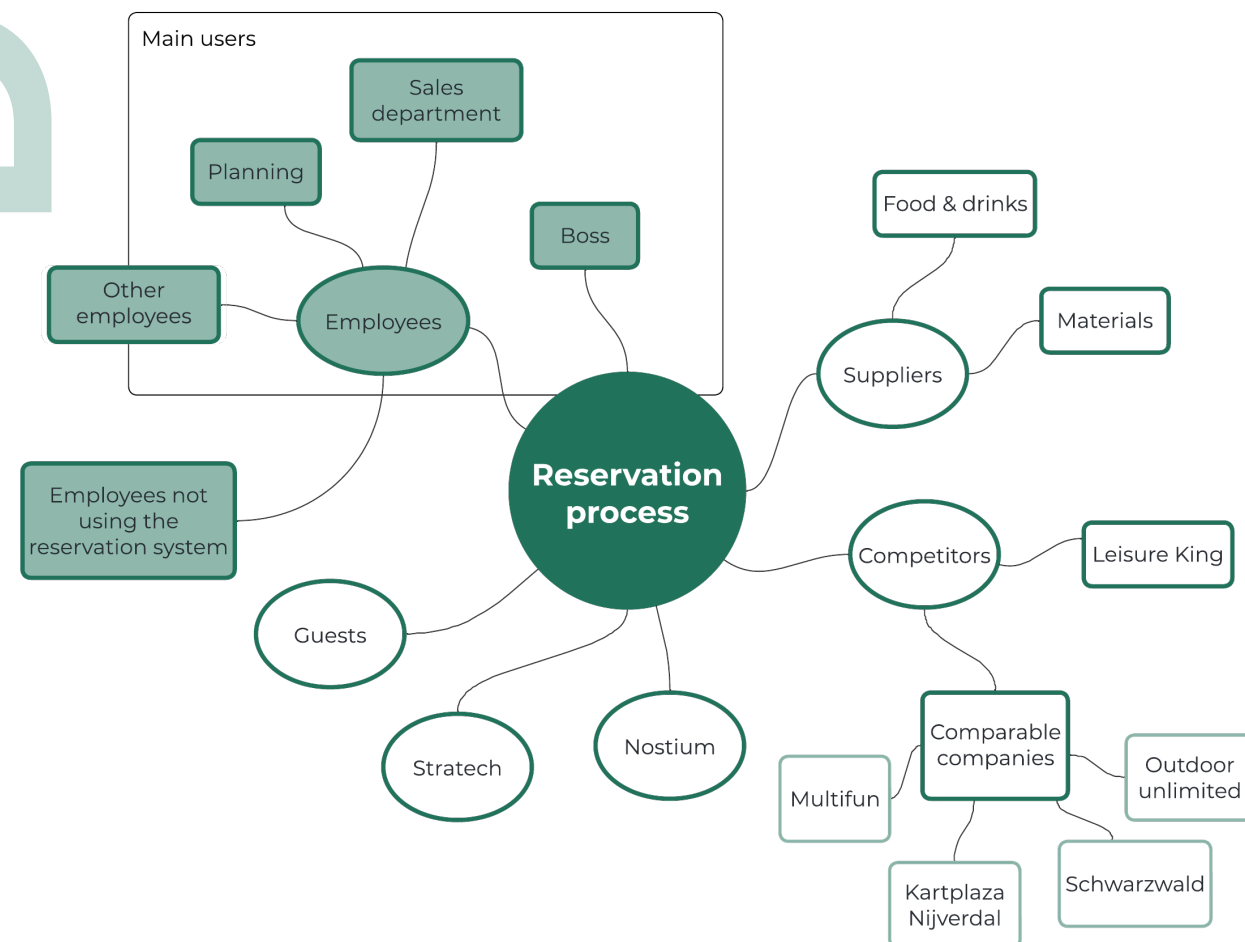 Main users
Sales
department
Planning
Boss
Other
employees
Employees
Food & drinks
Materials
Suppliers
Reservation
process
Employees not
using the
reservation system
Competitors
Leisure King
Guests
Stratech
Nostium
Comparable
companies
Multifun
Outdoor
unlimited
Kartplaza
Nijverdal
Schwarzwald